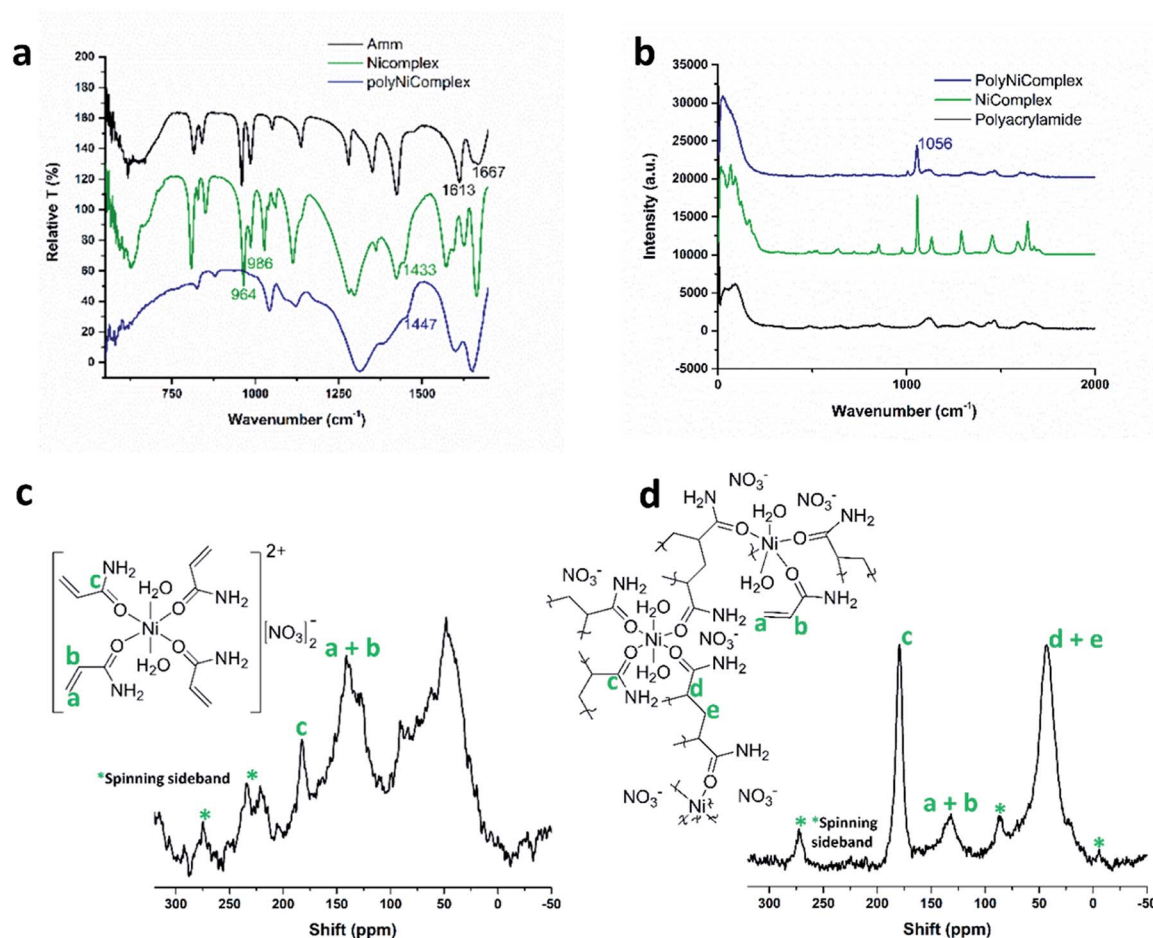 a
Amm
Nicomplex
polyNiComplex
200
180
160
140
120
100
80
60
40
20
0
Relative T (%)
1613
1667
986
964
1433
1447
750
1000
1250
1500
Wavenumber (cm⁻¹)
b
35000
30000
25000
20000
15000
10000
5000
0
-5000
Intensity (a.u.)
PolyNiComplex
NiComplex
Polyacrylamide
1056
0
1000
2000
Wavenumber (cm⁻¹)
c
2+
c
NH₂
H₂O
O
O
NH₂
Ni
[NO₃]₂⁻
b
O
O
H₂O
a
NH₂
NH₂
a + b
c
*Spinning sideband
*
*
300
250
200
150
100
50
0
-50
Shift (ppm)
d
NO₃⁻
H₂N
NO₃⁻
H₂O
O
Ni
O
NH₂
H₂O
O
NO₃⁻
NH₂
NH₂
H₂O
NH₂
a
b
O
Ni
O
NO₃⁻
O
O
H₂O
NH₂
c
NH₂
d
e
NH₂
O
NO₃⁻
Ni
NO₃⁻
c
d + e
a + b
*
*Spinning
sideband
*
*
300
250
200
150
100
50
0
-50
Shift (ppm)